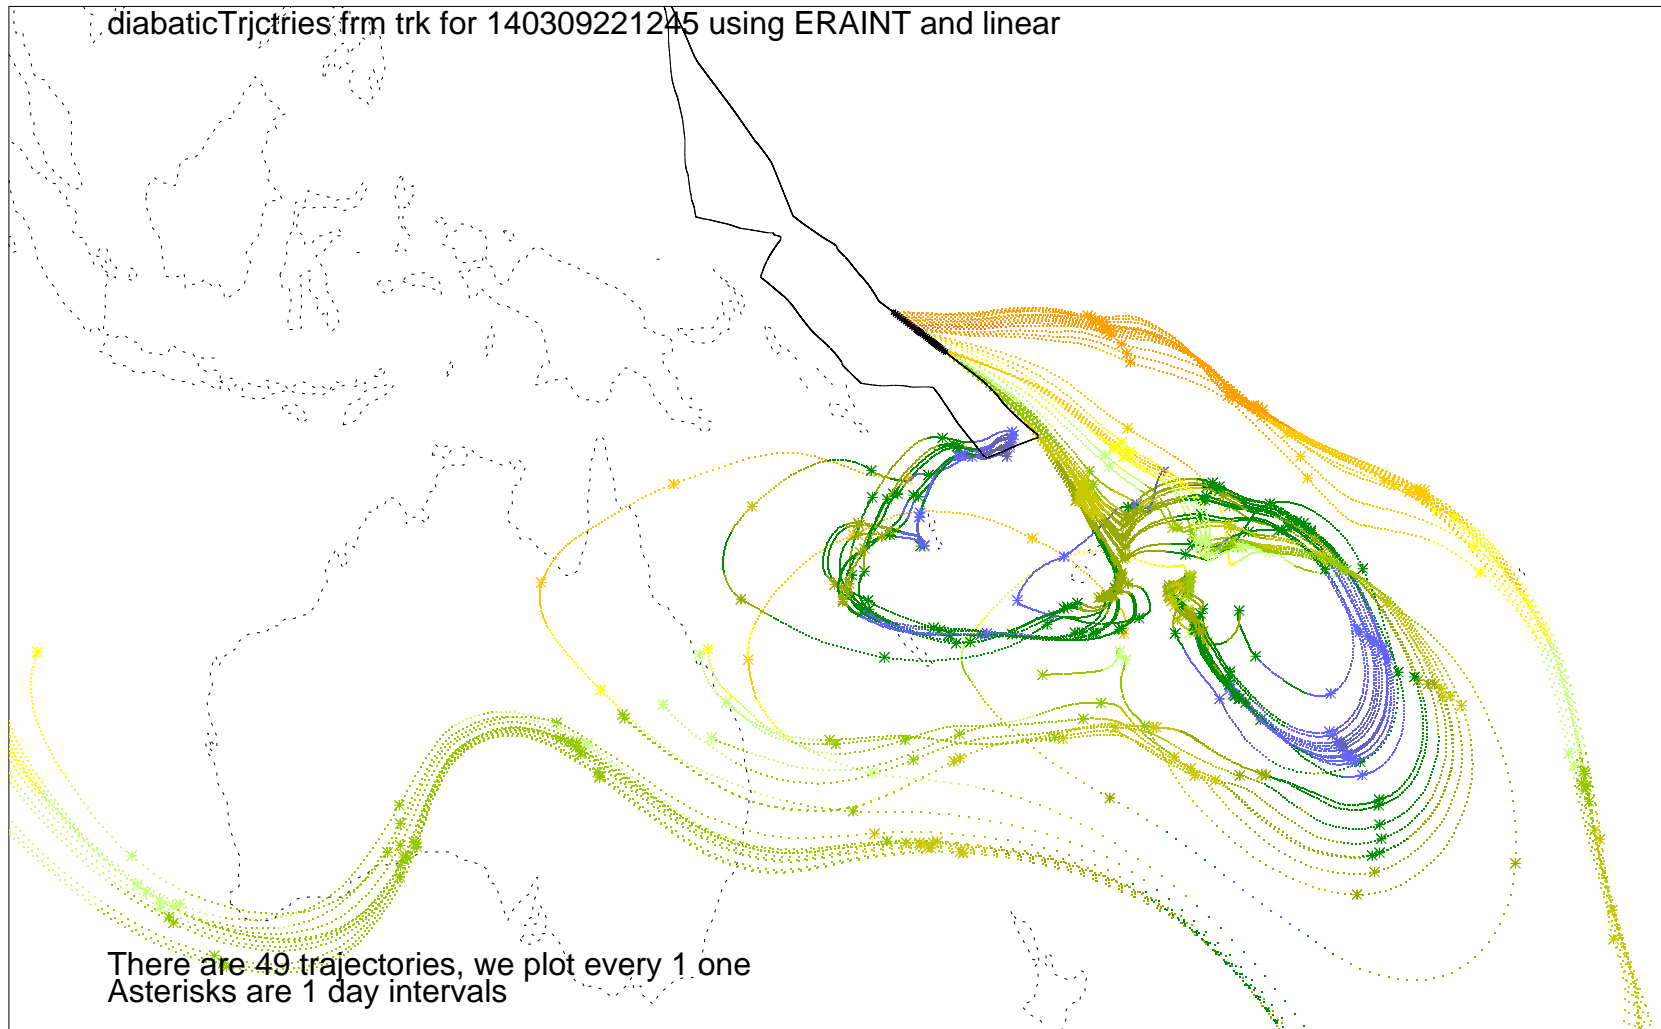 diabaticTrjctries frm trk for 140309221245 using ERAINT and linear
There are 49 trajectories, we plot every 1 one
Asterisks are 1 day intervals